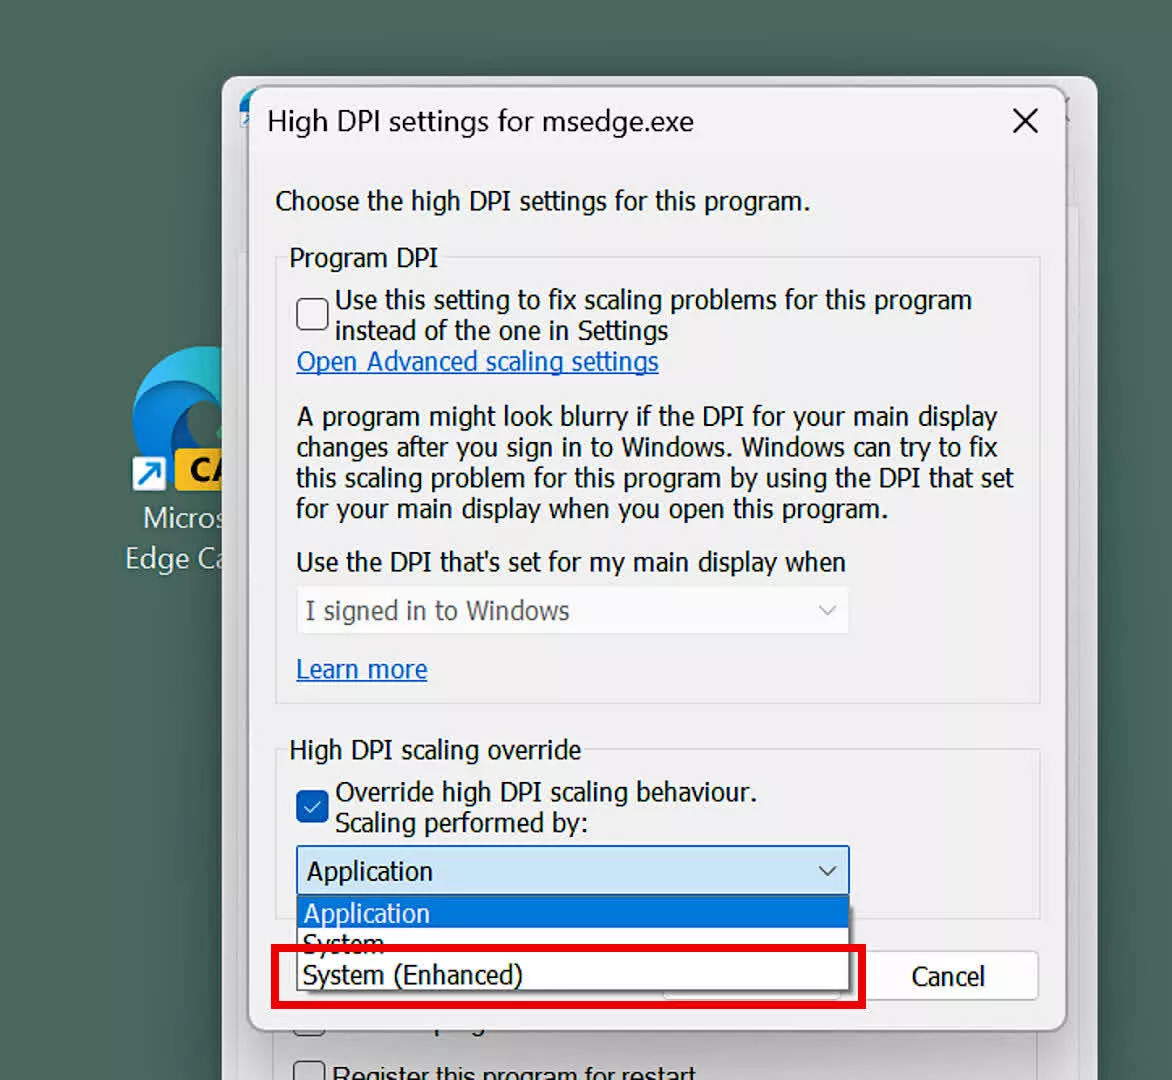 High DPI settings for msedge.exe
Choose the high DPI settings for this program.
Program DPI
Use this setting to fix scaling problems for this program
instead of the one in Settings
Open Advanced scaling settings
A program might look blurry if the DPI for your main display
changes after you sign in to Windows. Windows can try to fix
this scaling problem for this program by using the DPI that set
for your main display when you open this program.
Use the DPI that's set for my main display when
I signed in to Windows
Learn more
High DPI scaling override
Override high DPI scaling behaviour.
Scaling performed by:
Application
Application
System
System (Enhanced)
Cancel
Register this program for restart
CA
Micros
Edge Ca